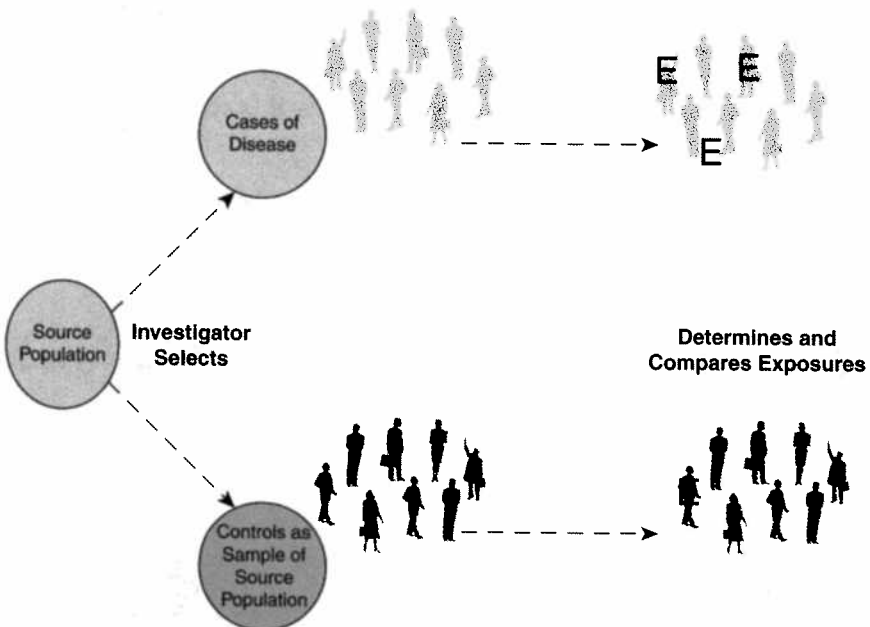 Cases of
Disease
E
E
E
Source
Population
Investigator
Selects
Determines and
Compares Exposures
Controls as
Sample of
Source
Population